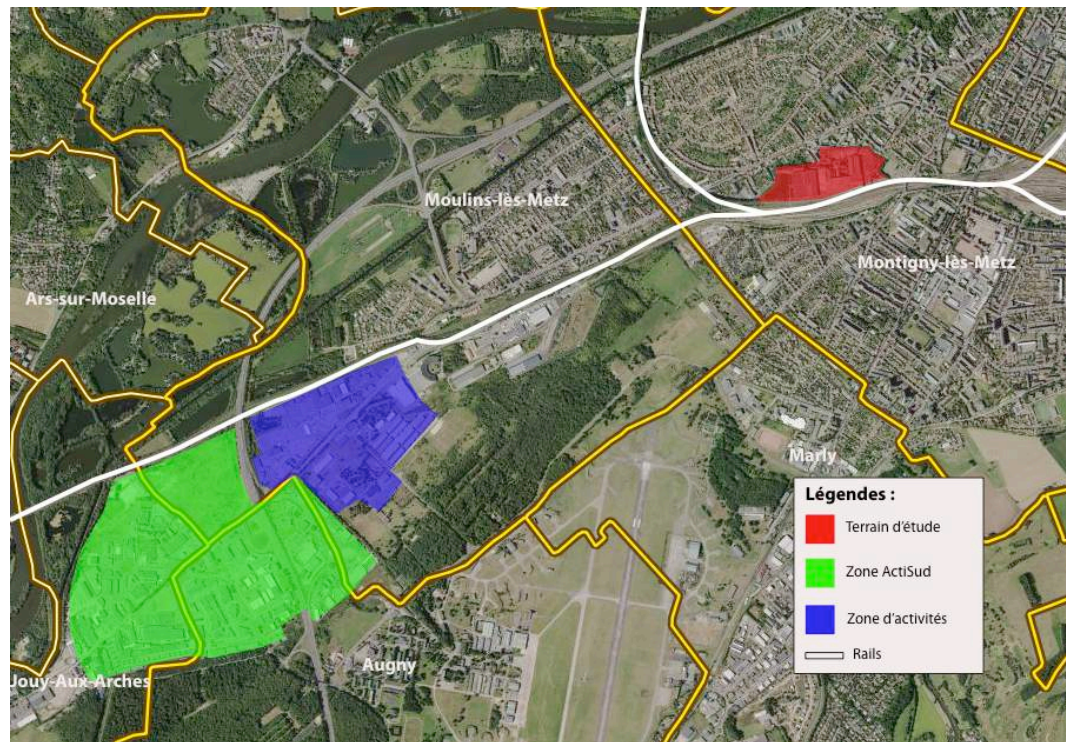 Moulins-lès-Metz
Montigny-lès-Metz
Ars-sur-Moselle
Marly
Légendes :
Terrain d'étude
Zone ActiSud
Zone d'activités
Rails
Augny
Jouy-Aux-Arches